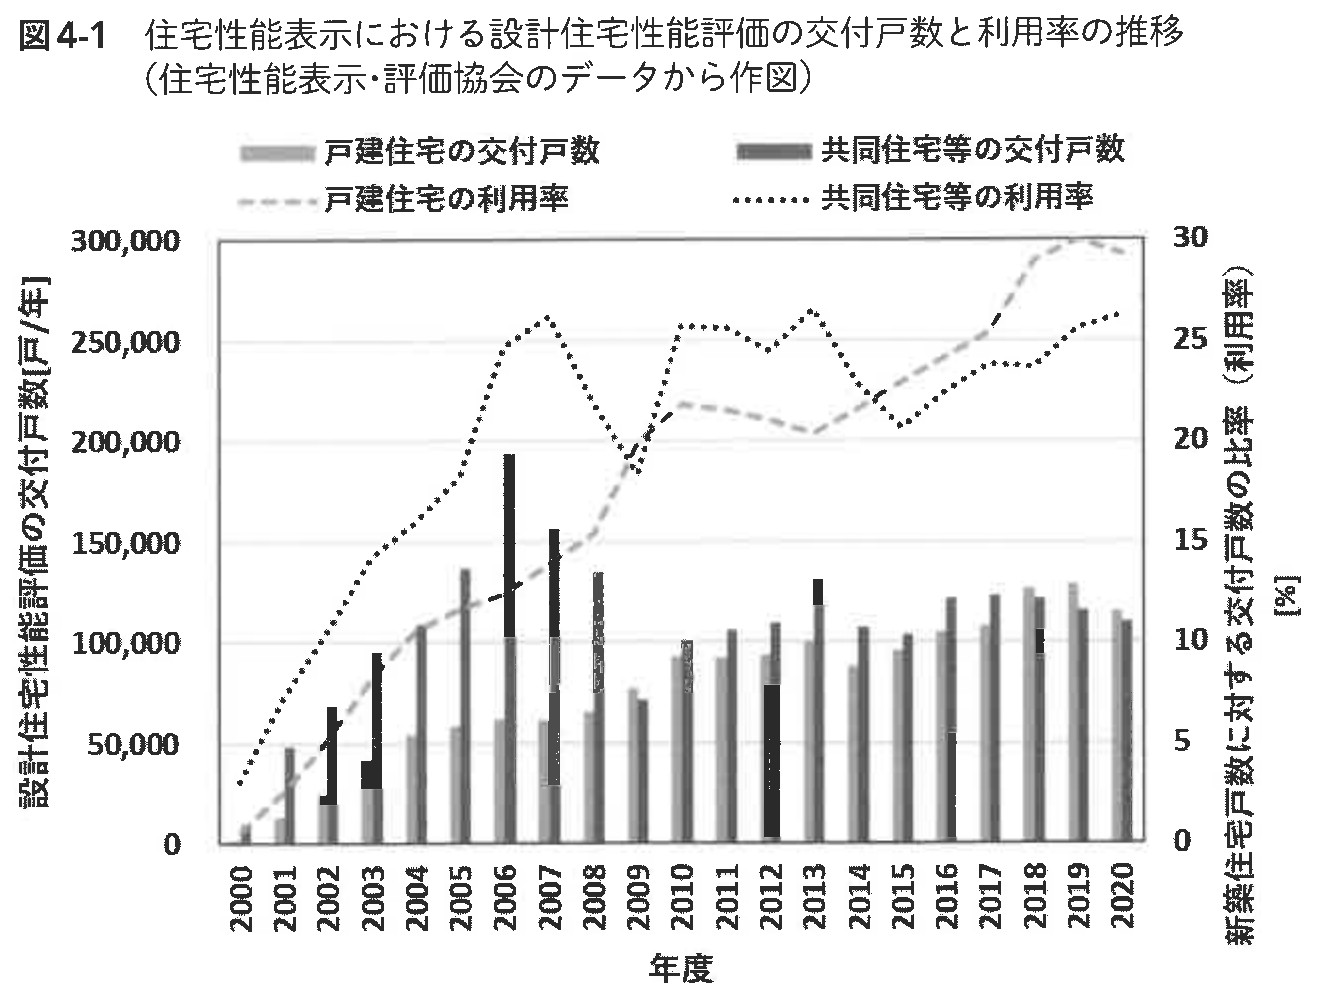 図4-1 住宅性能表示における設計住宅性能評価の交付戸数と利用率の推移
(住宅性能表示･評価協会のデータから作図)
戸建住宅の交付戸数 共同住宅等の交付戸数
戸建住宅の利用率 共同住宅等の利用率
設計住宅性能評価の交付戸数[戸/年]
300,000
250,000
200,000
150,000
100,000
50,000
0
30
25
20
15
10
5
0
新築住宅戸数に対する交付戸数の比率(利用率)
[%]
2000 2001 2002 2003 2004 2005 2006 2007 2008 2009 2010 2011 2012 2013 2014 2015 2016 2017 2018 2019 2020
年度